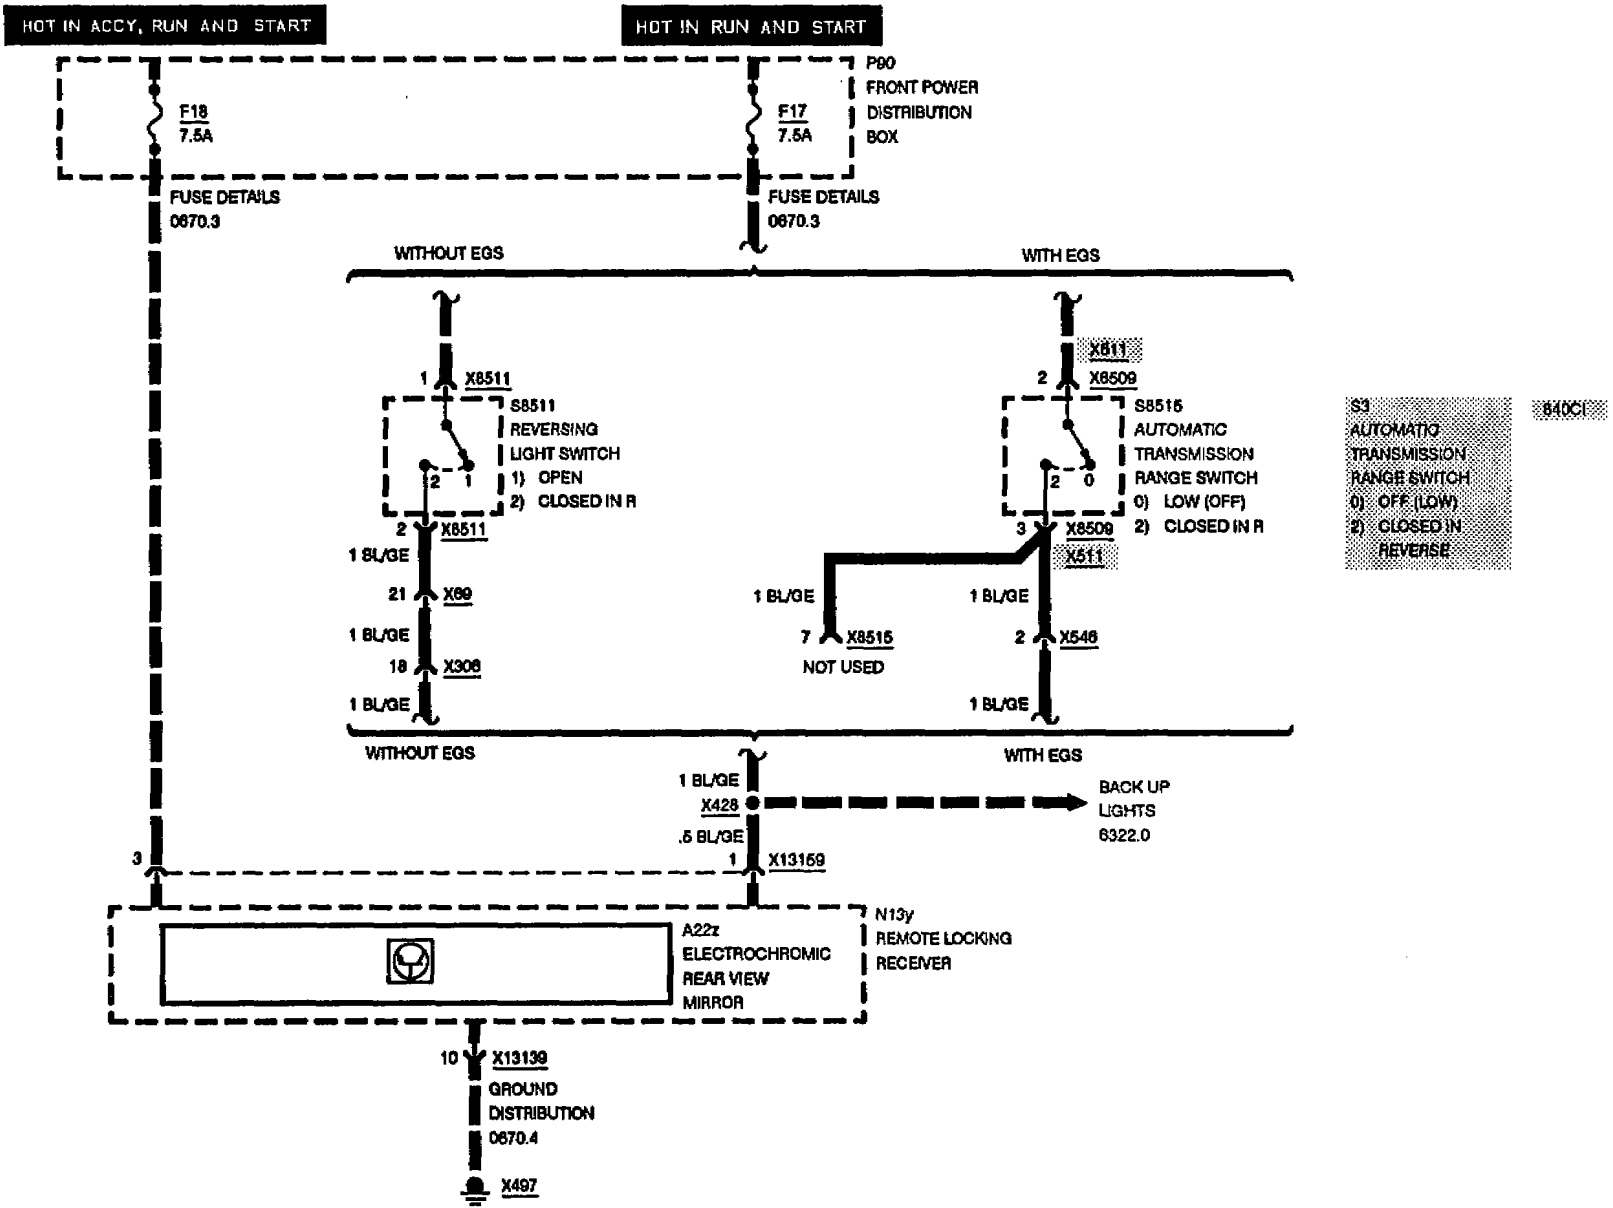 HOT IN ACCY, RUN AND START
HOT IN RUN AND START
P90
FRONT POWER
DISTRIBUTION
BOX
F18
7.5A
F17
7.5A
FUSE DETAILS
0670.3
FUSE DETAILS
0670.3
WITHOUT EGS
WITH EGS
X611
1 X8511
2 X8509
S8511
REVERSING
LIGHT SWITCH
1) OPEN
2) CLOSED IN R
2 1
S8515
AUTOMATIC
TRANSMISSION
RANGE SWITCH
0) LOW (OFF)
2) CLOSED IN R
2 0
S3
AUTOMATIC
TRANSMISSION
RANGE SWITCH
0) OFF (LOW)
2) CLOSED IN
REVERSE
840CI
2 X8511
3 X8509
X511
1 BL/GE
21 X69
1 BL/GE
1 BL/GE
1 BL/GE
7 X8515
NOT USED
2 X546
18 X306
1 BL/GE
1 BL/GE
WITHOUT EGS
WITH EGS
1 BL/GE
X428
BACK UP
LIGHTS
6322.0
.5 BL/GE
3
1 X13159
N13y
REMOTE LOCKING
RECEIVER
A22z
ELECTROCHROMIC
REAR VIEW
MIRROR
10 X13139
GROUND
DISTRIBUTION
0670.4
X497